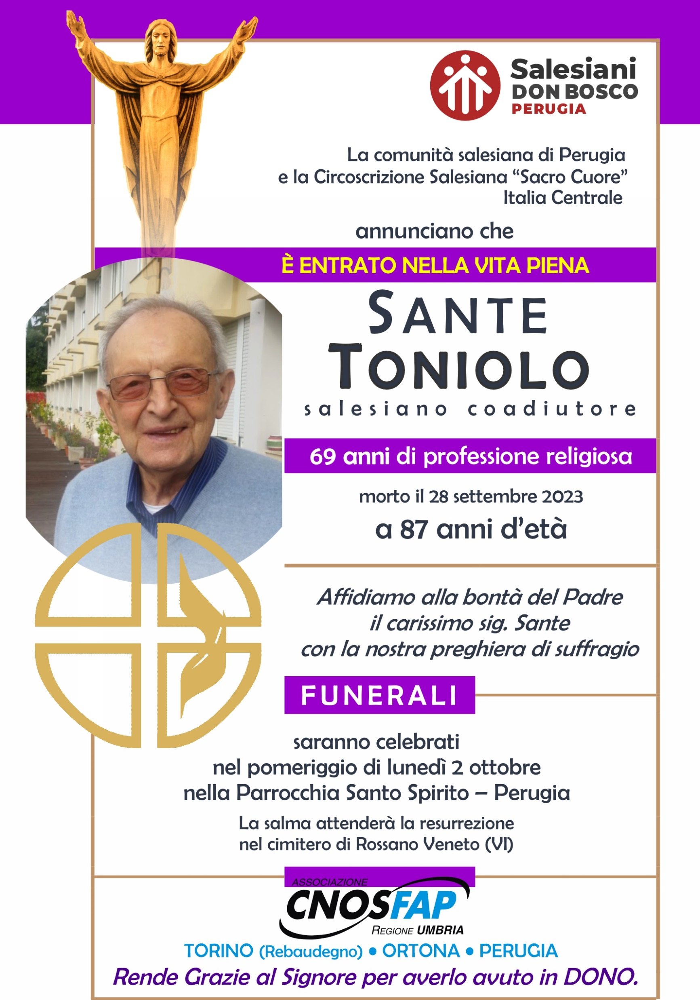 Salesiani
DON BOSCO
PERUGIA
La comunità salesiana di Perugia
e la Circoscrizione Salesiana “Sacro Cuore”
Italia Centrale
annunciano che
È ENTRATO NELLA VITA PIENA
SANTE
TONIOLO
salesiano coadiutore
69 anni di professione religiosa
morto il 28 settembre 2023
a 87 anni d’età
Affidiamo alla bontà del Padre
il carissimo sig. Sante
con la nostra preghiera di suffragio
FUNERALI
saranno celebrati
nel pomeriggio di lunedì 2 ottobre
nella Parrocchia Santo Spirito – Perugia
La salma attenderà la resurrezione
nel cimitero di Rossano Veneto (VI)
ASSOCIAZIONE
CNOSFAP
REGIONE UMBRIA
TORINO (Rebaudegno) • ORTONA • PERUGIA
Rende Grazie al Signore per averlo avuto in DONO.